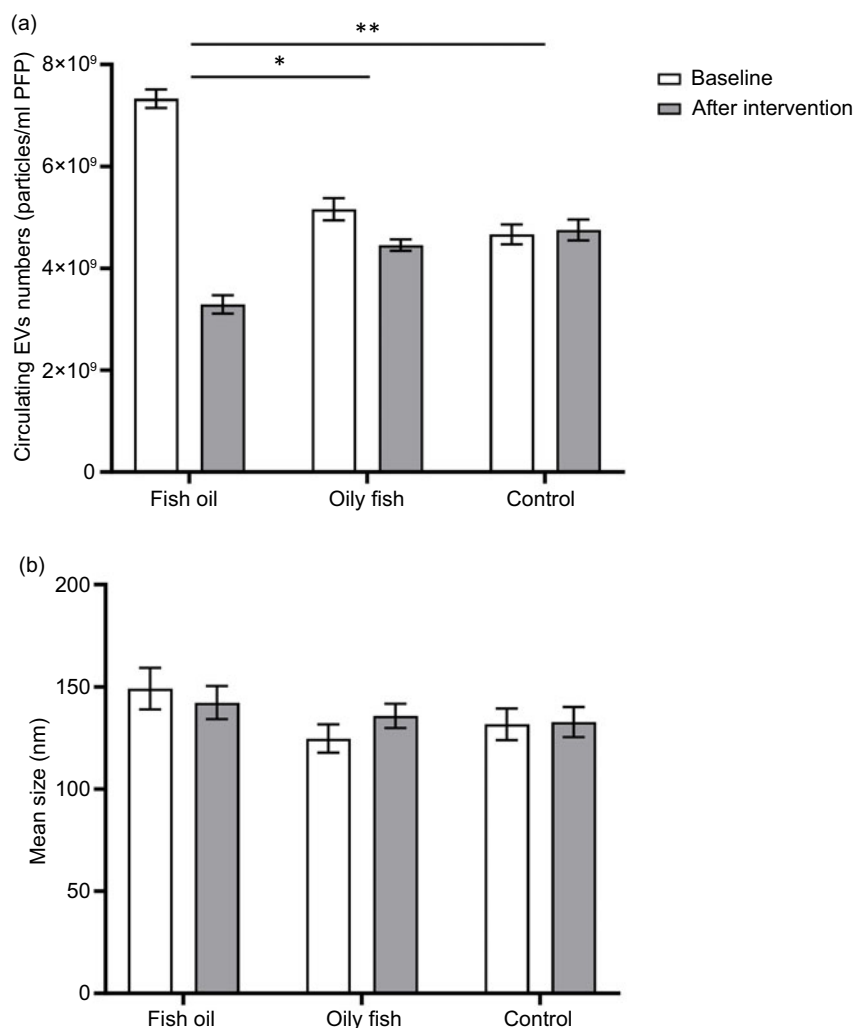 (a)
**
*
8×10⁹
6×10⁹
4×10⁹
2×10⁹
0
Circulating EVs numbers (particles/ml PFP)
Fish oil
Oily fish
Control
Baseline
After intervention
(b)
200
150
100
50
0
Mean size (nm)
Fish oil
Oily fish
Control